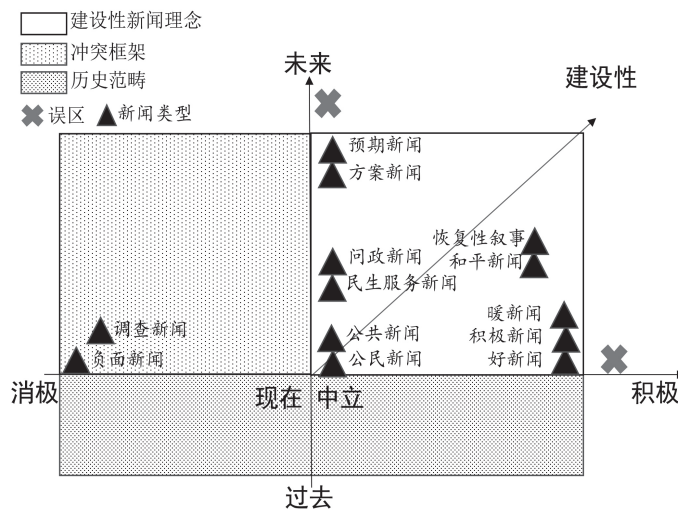 建设性新闻理念
冲突框架
历史范畴
误区 新闻类型
未来
建设性
预期新闻
方案新闻
恢复性叙事
问政新闻
和平新闻
民生服务新闻
暖新闻
调查新闻
公共新闻
积极新闻
负面新闻
公民新闻
好新闻
消极
现在 中立
积极
过去